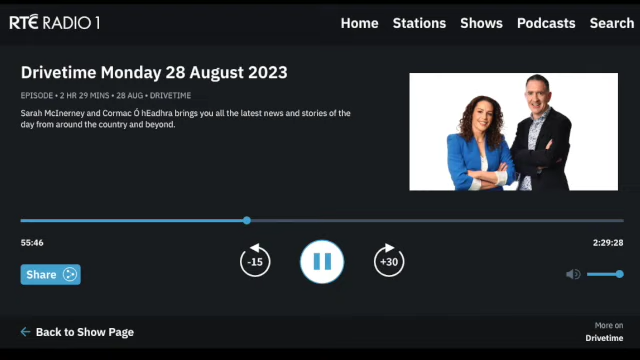 RTÉ RADIO 1
Home Stations Shows Podcasts Search
Drivetime Monday 28 August 2023
EPISODE • 2 HR 29 MINS • 28 AUG • DRIVETIME
Sarah McInerney and Cormac Ó hEadhra brings you all the latest news and stories of the
day from around the country and beyond.
55:46
2:29:28
-15
+30
Share
Back to Show Page
More on
Drivetime